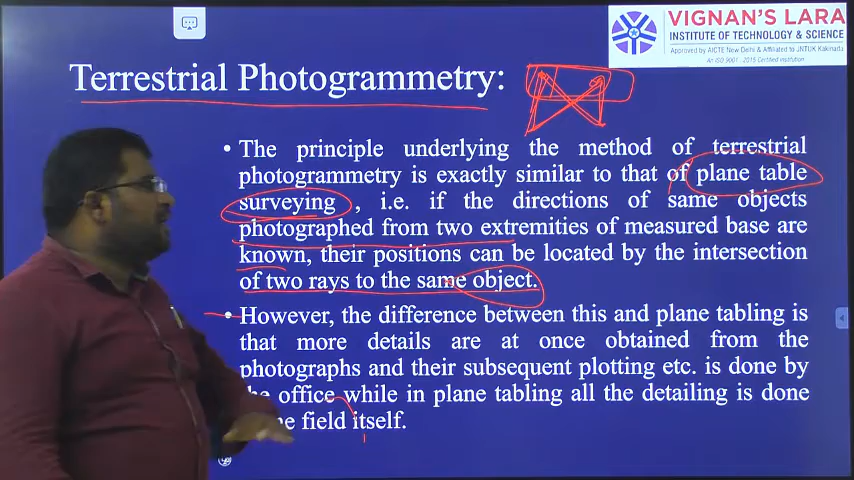 VIGNAN'S LARA
INSTITUTE OF TECHNOLOGY & SCIENCE
Approved by AICTE New Delhi & Affiliated to JNTUK Kakinada
An ISO 9001 : 2015 Certified Institution
Terrestrial Photogrammetry:
• The principle underlying the method of terrestrial
photogrammetry is exactly similar to that of plane table
surveying , i.e. if the directions of same objects
photographed from two extremities of measured base are
known, their positions can be located by the intersection
of two rays to the same object.
• However, the difference between this and plane tabling is
that more details are at once obtained from the
photographs and their subsequent plotting etc. is done by
office while in plane tabling all the detailing is done
field itself.